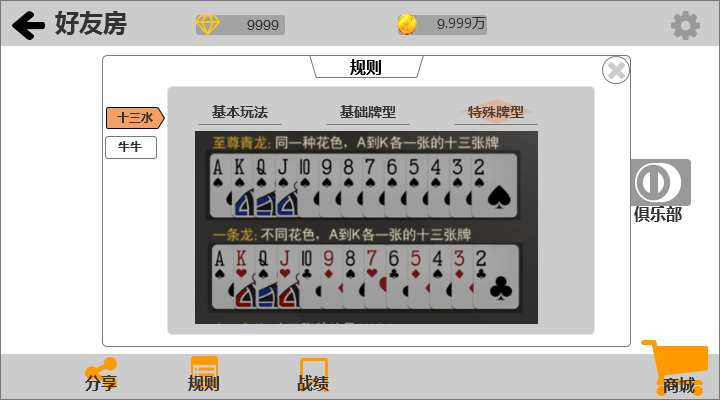 好友房
9999
9.999万
规则
十三水
牛牛
基本玩法
基础牌型
特殊牌型
至尊青龙: 同一种花色，A到K各一张的十三张牌
A K Q J 10 9 8 7 6 5 4 3 2
一条龙: 不同花色，A到K各一张的十三张牌
A K Q J 10 9 8 7 6 5 4 3 2
俱乐部
分享
规则
战绩
商城